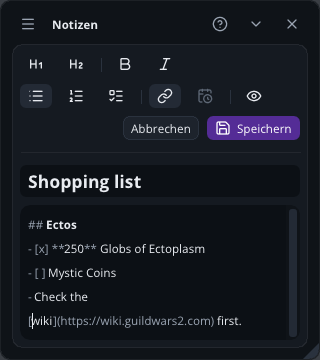 Notizen
H1 H2 B I
Abbrechen Speichern
Shopping list
## Ectos
- [x] **250** Globs of Ectoplasm
- [ ] Mystic Coins
- Check the
[wiki](https://wiki.guildwars2.com) first.